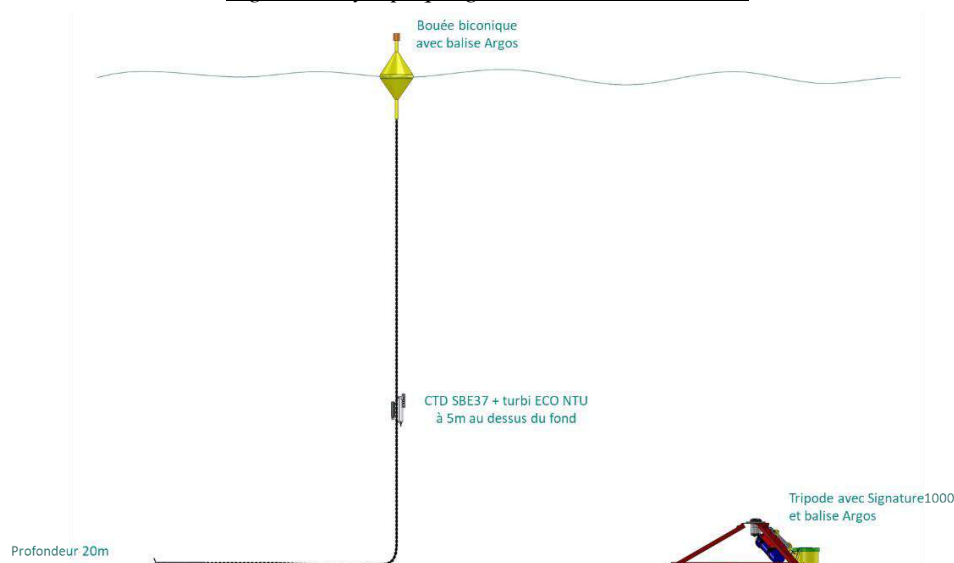 Bouée biconique
avec balise Argos
CTD SBE37 + turbi ECO NTU
à 5m au dessus du fond
Tripode avec Signature1000
et balise Argos
Profondeur 20m